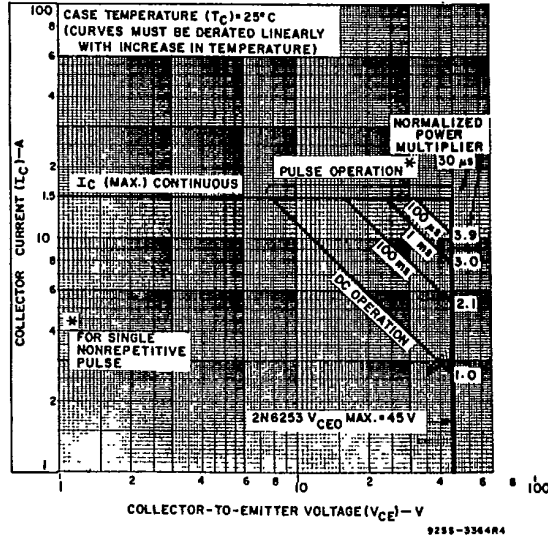 CASE TEMPERATURE (TC)=25°C
(CURVES MUST BE DERATED LINEARLY
WITH INCREASE IN TEMPERATURE)
NORMALIZED
POWER
MULTIPLIER
30 μs
PULSE OPERATION *
IC (MAX.) CONTINUOUS
100 μs
1 ms
100 ms
DC OPERATION
3.9
3.0
2.1
1.0
*
FOR SINGLE
NONREPETITIVE
PULSE
2N6253 VCEO MAX.=45 V
COLLECTOR CURRENT (IC)—A
100
8
6
4
2
1.5
10
8
6
4
2
1
1 2 4 6 8 10 2 4 6 8 100
COLLECTOR-TO-EMITTER VOLTAGE (VCE)—V
92SS-3364R4